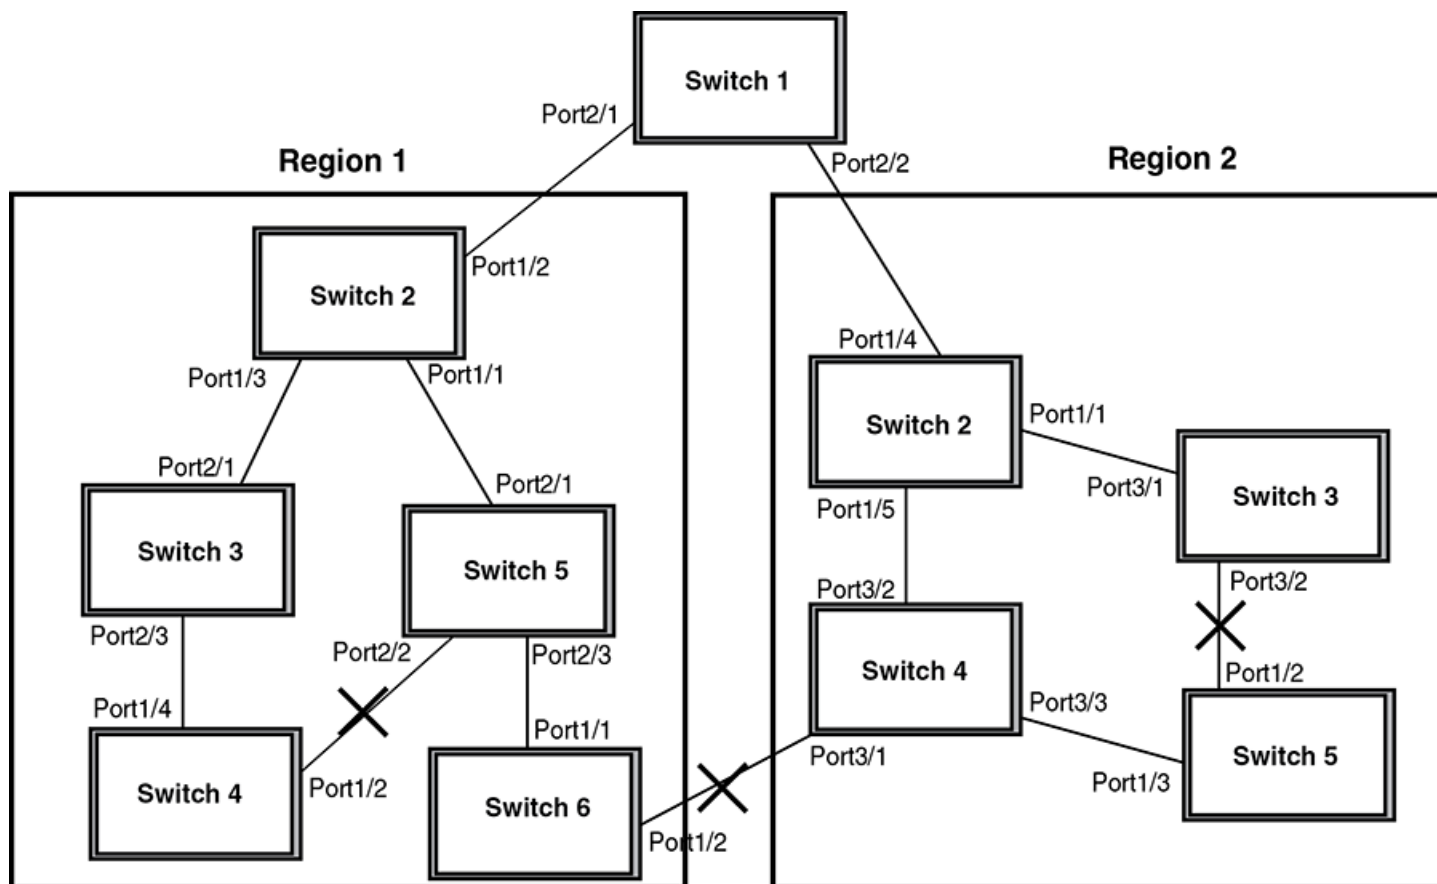 Switch 1
Port2/1
Region 1
Region 2
Port2/2
Port1/2
Switch 2
Port1/4
Port1/3
Port1/1
Switch 2
Port1/1
Port2/1
Port2/1
Port3/1
Switch 3
Port1/5
Switch 3
Switch 5
Port3/2
Port3/2
Port2/3
Port2/2
Port2/3
Switch 4
Port1/2
Port1/4
Port3/3
Port1/1
Port3/1
Switch 5
Port1/3
Switch 4
Port1/2
Switch 6
Port1/2